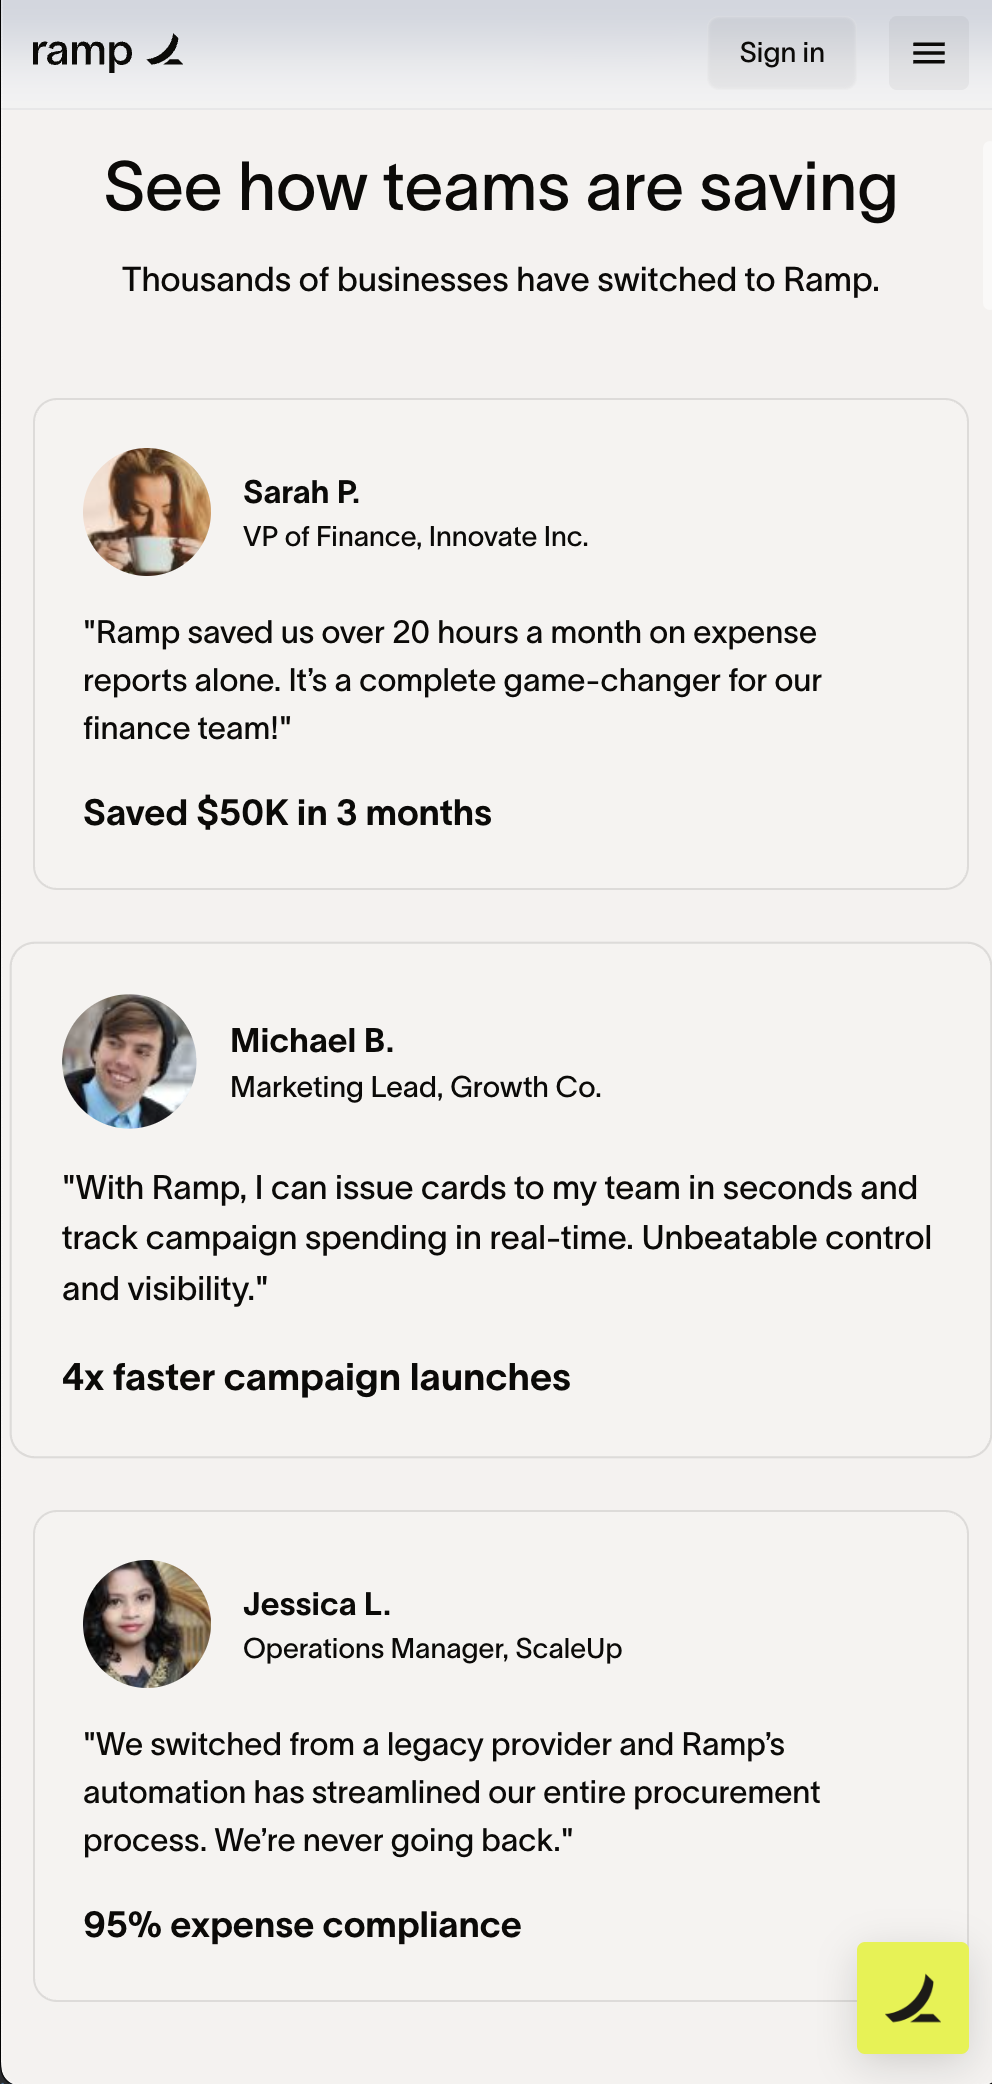 ramp
Sign in
See how teams are saving
Thousands of businesses have switched to Ramp.
Sarah P.
VP of Finance, Innovate Inc.
"Ramp saved us over 20 hours a month on expense
reports alone. It’s a complete game-changer for our
finance team!"
Saved $50K in 3 months
Michael B.
Marketing Lead, Growth Co.
"With Ramp, I can issue cards to my team in seconds and
track campaign spending in real-time. Unbeatable control
and visibility."
4x faster campaign launches
Jessica L.
Operations Manager, ScaleUp
"We switched from a legacy provider and Ramp’s
automation has streamlined our entire procurement
process. We’re never going back."
95% expense compliance